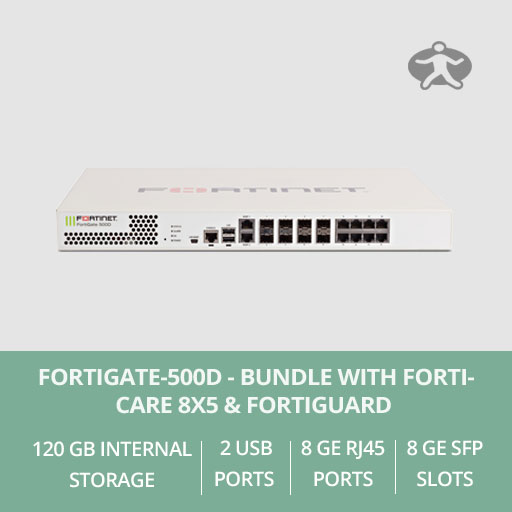 FORTINET
FORTINET
FortiGate 500D
FORTIGATE-500D - BUNDLE WITH FORTI-
CARE 8X5 & FORTIGUARD
120 GB INTERNAL
STORAGE
2 USB
PORTS
8 GE RJ45
PORTS
8 GE SFP
SLOTS